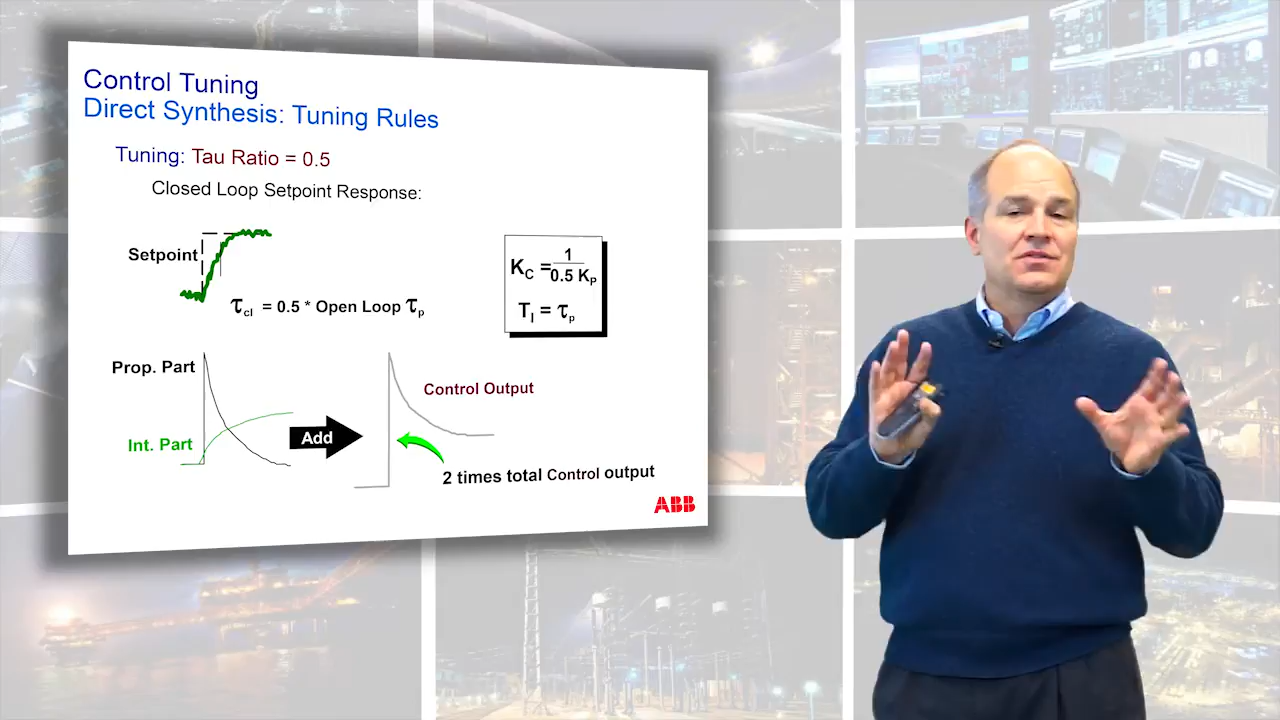 Control Tuning
Direct Synthesis: Tuning Rules
Tuning: Tau Ratio = 0.5
Closed Loop Setpoint Response:
Setpoint
τcl = 0.5 * Open Loop τp
KC = 1 / 0.5 KP
TI = τp
Prop. Part
Int. Part
Add
Control Output
2 times total Control output
ABB